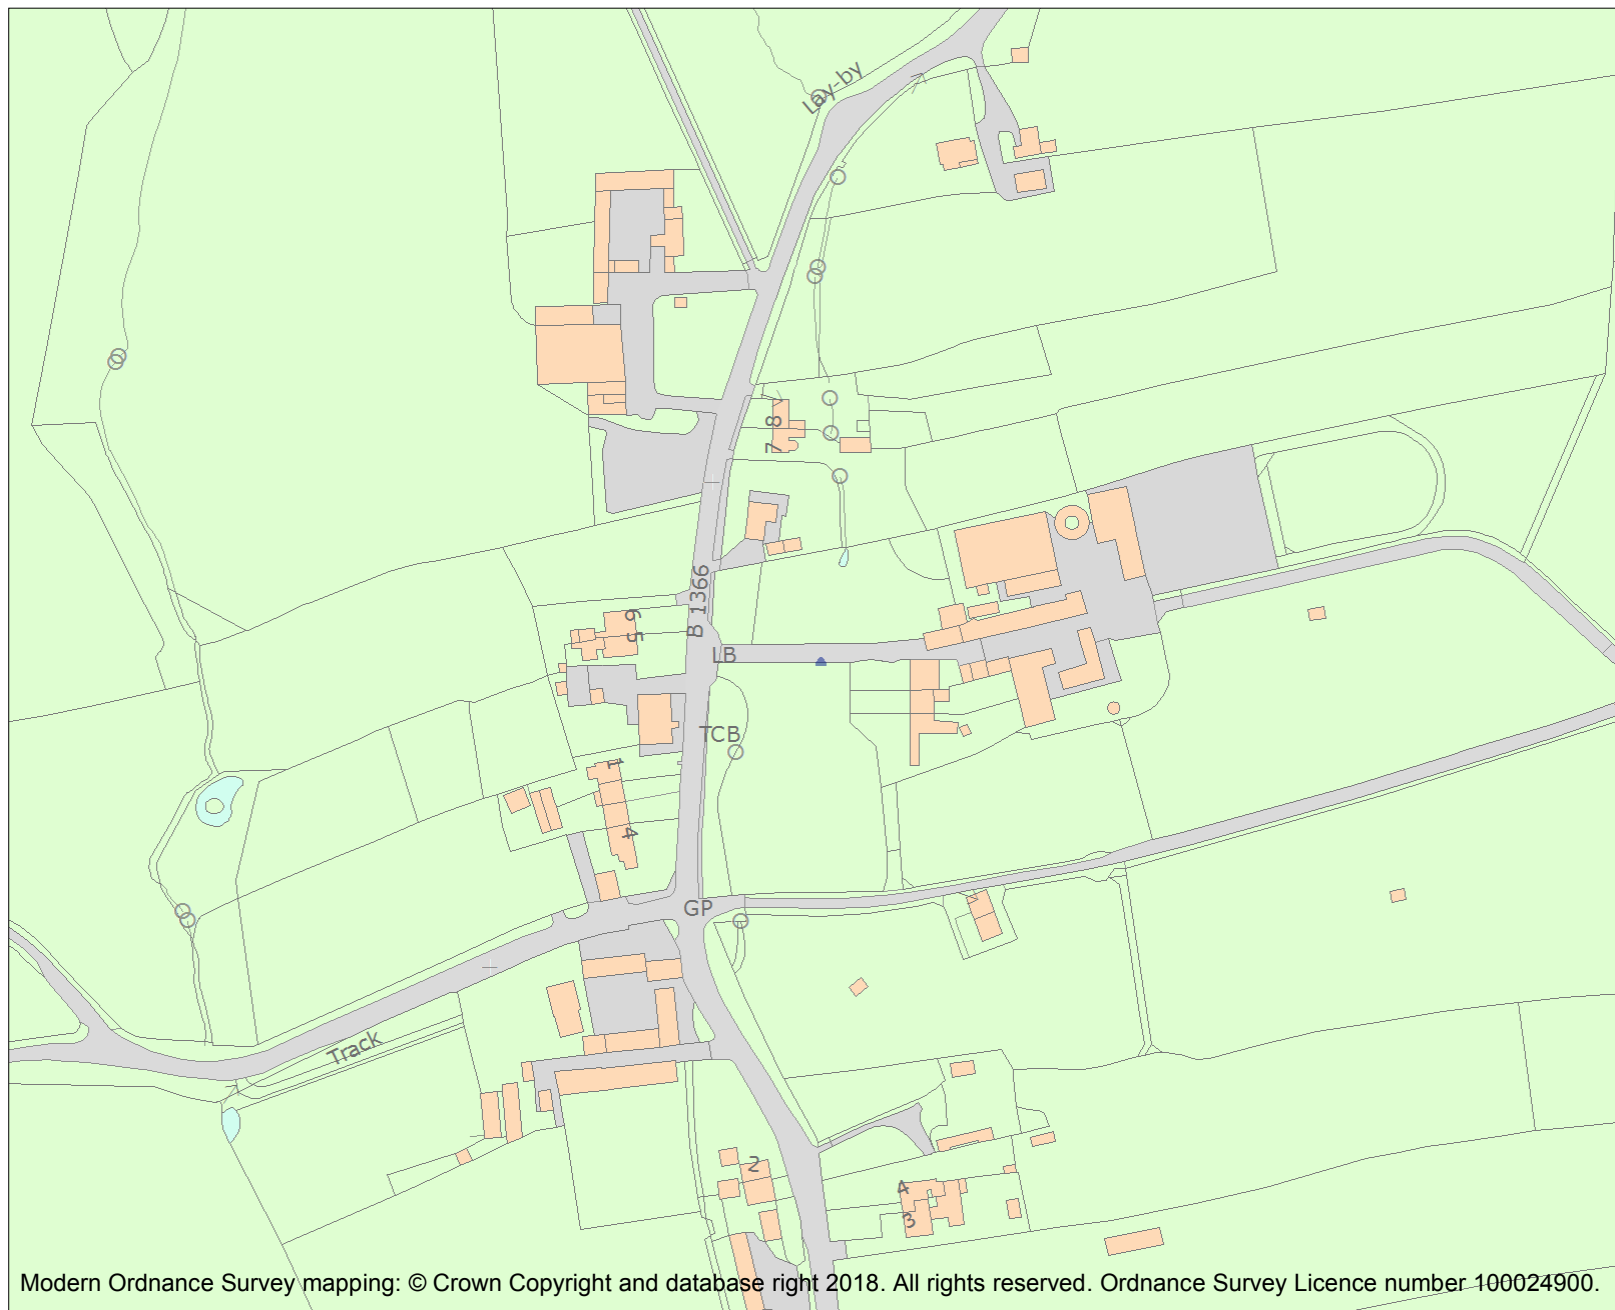 Lay-by
8
7
B 1366
6
5
LB
TCB
1
4
GP
Track
2
4
3
Modern Ordnance Survey mapping: © Crown Copyright and database right 2018. All rights reserved. Ordnance Survey Licence number 100024900.